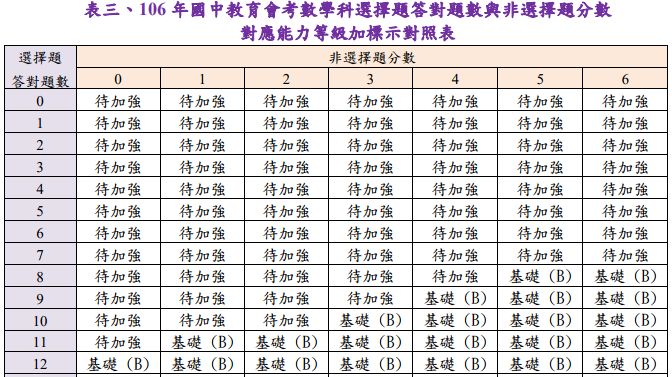 表三、106 年國中教育會考數學科選擇題答對題數與非選擇題分數
對應能力等級加標示對照表
選擇題
答對題數
非選擇題分數
0 1 2 3 4 5 6
0 待加強 待加強 待加強 待加強 待加強 待加強 待加強
1 待加強 待加強 待加強 待加強 待加強 待加強 待加強
2 待加強 待加強 待加強 待加強 待加強 待加強 待加強
3 待加強 待加強 待加強 待加強 待加強 待加強 待加強
4 待加強 待加強 待加強 待加強 待加強 待加強 待加強
5 待加強 待加強 待加強 待加強 待加強 待加強 待加強
6 待加強 待加強 待加強 待加強 待加強 待加強 待加強
7 待加強 待加強 待加強 待加強 待加強 待加強 待加強
8 待加強 待加強 待加強 待加強 待加強 基礎（B） 基礎（B）
9 待加強 待加強 待加強 待加強 基礎（B） 基礎（B） 基礎（B）
10 待加強 待加強 待加強 基礎（B） 基礎（B） 基礎（B） 基礎（B）
11 待加強 基礎（B） 基礎（B） 基礎（B） 基礎（B） 基礎（B） 基礎（B）
12 基礎（B） 基礎（B） 基礎（B） 基礎（B） 基礎（B） 基礎（B） 基礎（B）